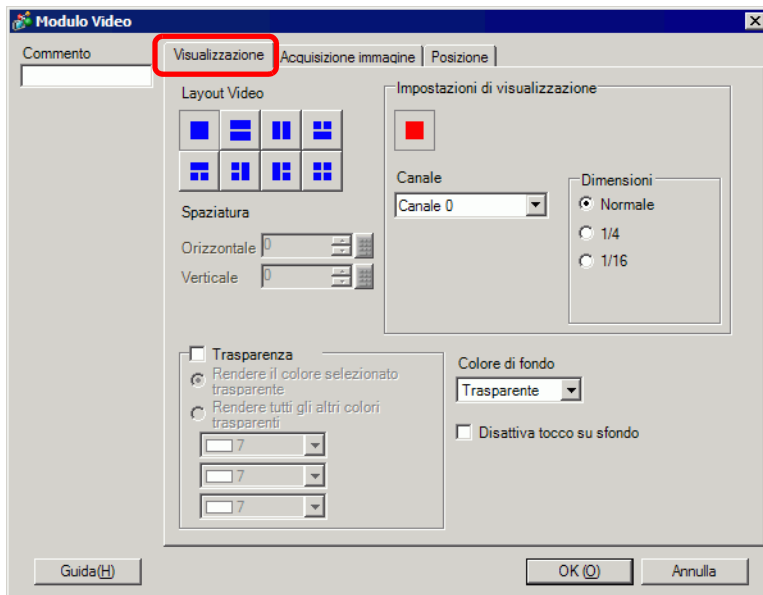 Modulo Video
Commento
Visualizzazione
Acquisizione immagine
Posizione
Layout Video
Impostazioni di visualizzazione
Canale
Canale 0
Dimensioni
Normale
1/4
1/16
Spaziatura
Orizzontale 0
Verticale 0
Trasparenza
Rendere il colore selezionato
trasparente
Rendere tutti gli altri colori
trasparenti
7
7
7
Colore di fondo
Trasparente
Disattiva tocco su sfondo
Guida(H)
OK (O)
Annulla